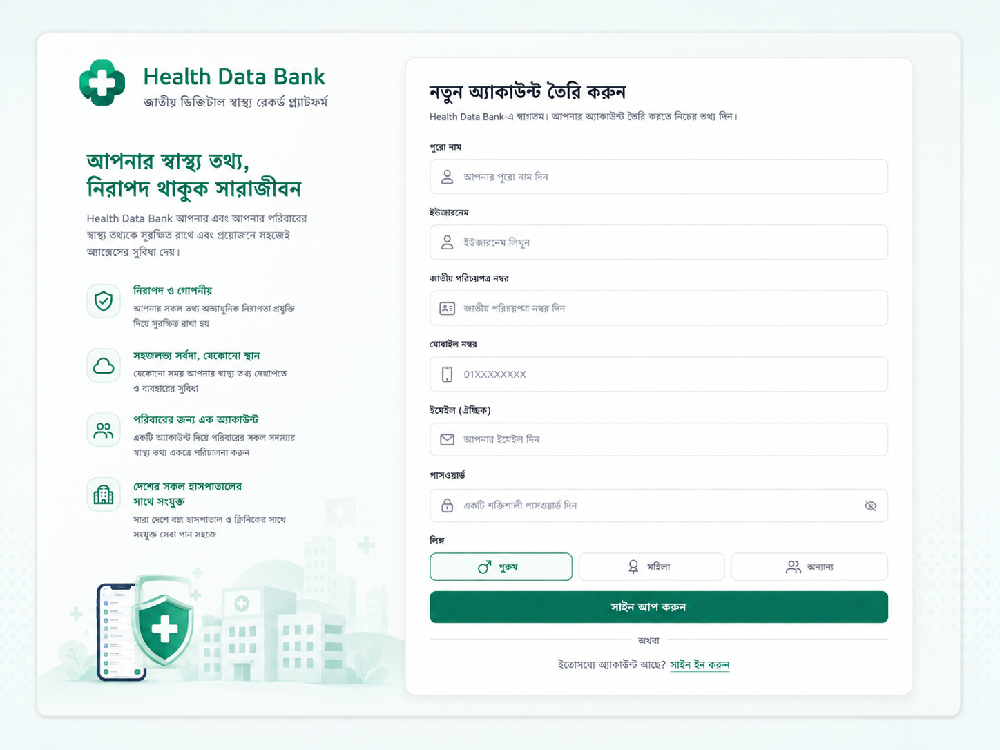 Health Data Bank
জাতীয় ডিজিটাল স্বাস্থ্য রেকর্ড প্ল্যাটফর্ম
আপনার স্বাস্থ্য তথ্য,
নিরাপদ থাকুক সারাজীবন
Health Data Bank আপনার এবং আপনার পরিবারের
স্বাস্থ্য তথ্যকে সুরক্ষিত রাখে এবং প্রয়োজনে সহজেই
অ্যাক্সেসের সুবিধা দেয়।
নিরাপদ ও গোপনীয়
আপনার সকল তথ্য অত্যাধুনিক নিরাপত্তা প্রযুক্তি
দিয়ে সুরক্ষিত রাখা হয়
সহজলভ্য সর্বদা, যেকোনো স্থান
যেকোনো সময় আপনার স্বাস্থ্য তথ্য
ও ব্যবহারের সুবিধা
পরিবারের জন্য এক অ্যাকাউন্ট
একটি অ্যাকাউন্ট দিয়ে পরিবারের সকল
স্বাস্থ্য তথ্য একত্রে পরিচালনা করুন
দেশের সকল হাসপাতালের
সাথে সংযুক্ত
সারা দেশে হাসপাতাল ও ক্লিনিকের সাথে
সংযুক্ত সেবা পান সহজে
নতুন অ্যাকাউন্ট তৈরি করুন
Health Data Bank-এ স্বাগতম। আপনার অ্যাকাউন্ট তৈরি করতে নিচের তথ্য দিন।
পুরো নাম
আপনার পুরো নাম দিন
ইউজারনেম
ইউজারনেম লিখুন
জাতীয় পরিচয়পত্র নম্বর
জাতীয় পরিচয়পত্র নম্বর দিন
মোবাইল নম্বর
01XXXXXXXX
ইমেইল (ঐচ্ছিক)
আপনার ইমেইল দিন
পাসওয়ার্ড
একটি শক্তিশালী পাসওয়ার্ড দিন
লিঙ্গ
পুরুষ
মহিলা
অন্যান্য
সাইন আপ করুন
অথবা
ইতোমধ্যে অ্যাকাউন্ট আছে? সাইন ইন করুন